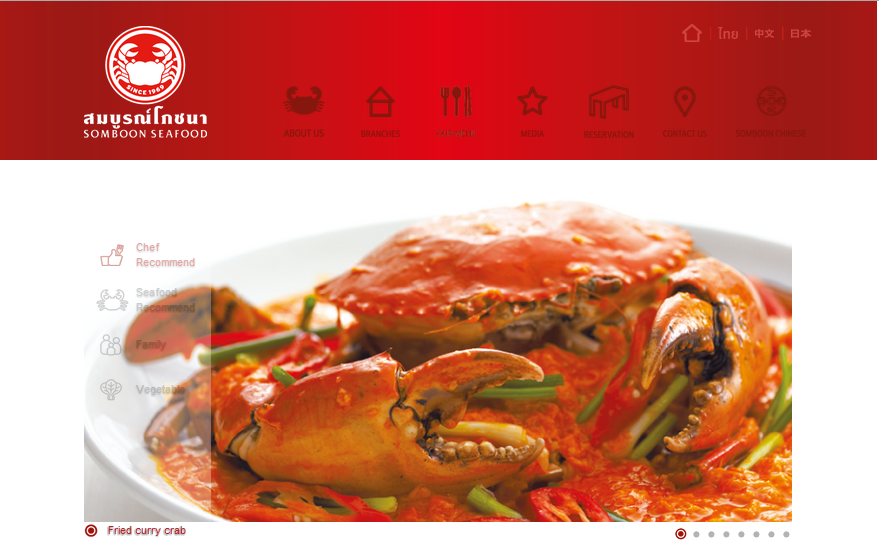 ไทย
中文
日本
SINCE 1969
สมบูรณ์โภชนา
SOMBOON SEAFOOD
ABOUT US
BRANCHES
MEDIA
RESERVATION
CONTACT US
SOMBOON CHINESE
Chef
Recommend
Seafood
Recommend
Family
Vegetable
Fried curry crab